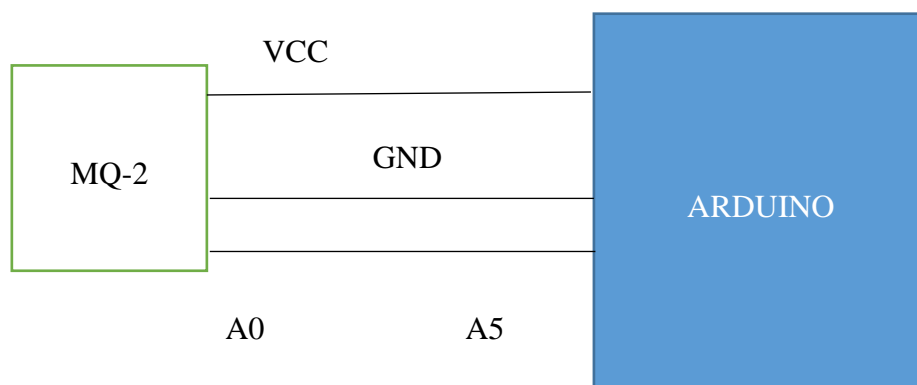 VCC
GND
MQ-2
ARDUINO
A0 A5